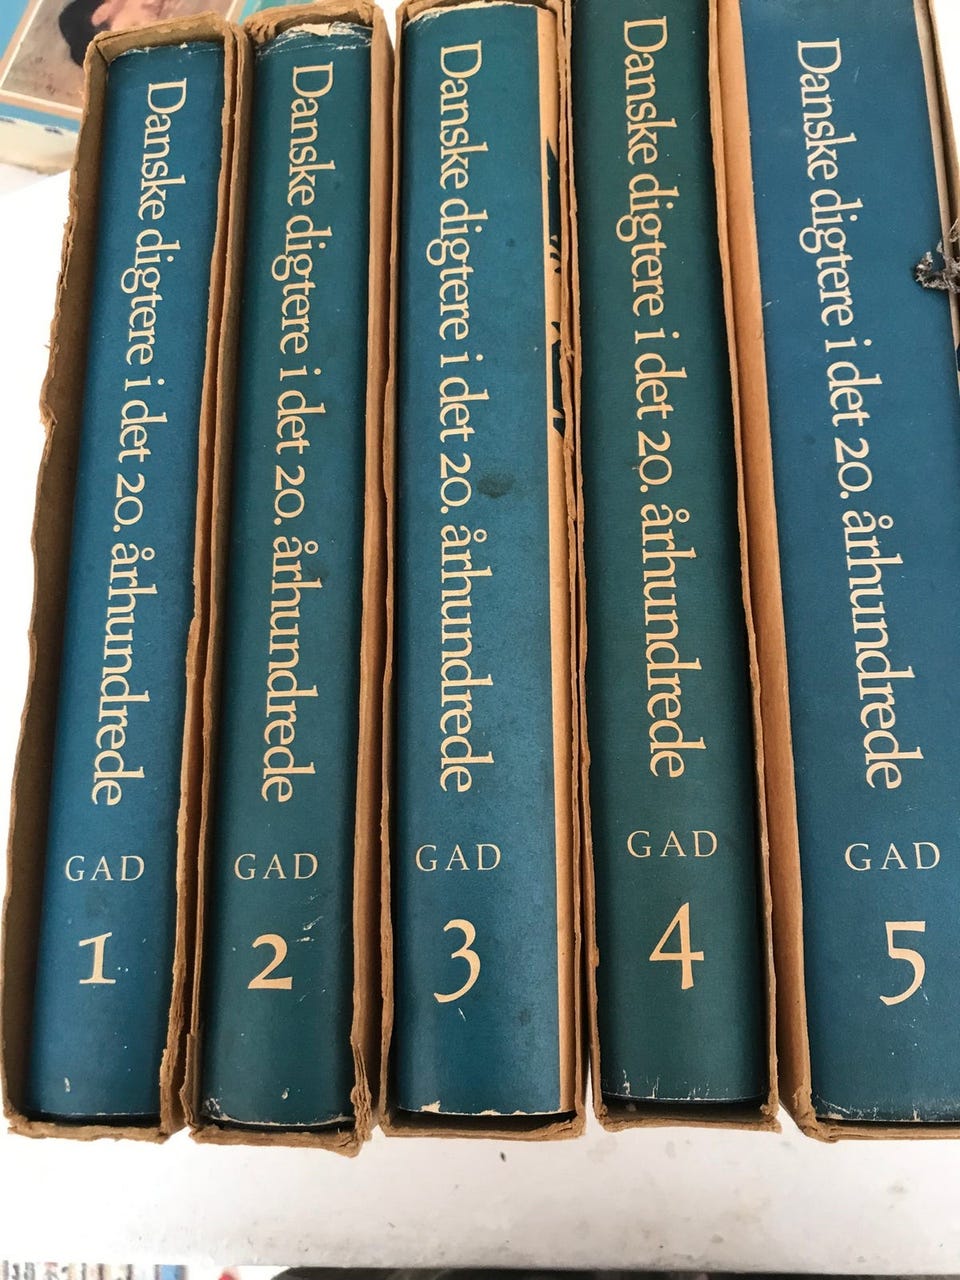 Danske digtere i det 20. århundrede
GAD
1
Danske digtere i det 20. århundrede
GAD
2
Danske digtere i det 20. århundrede
GAD
3
Danske digtere i det 20. århundrede
GAD
4
Danske digtere i det 20. århundrede
GAD
5